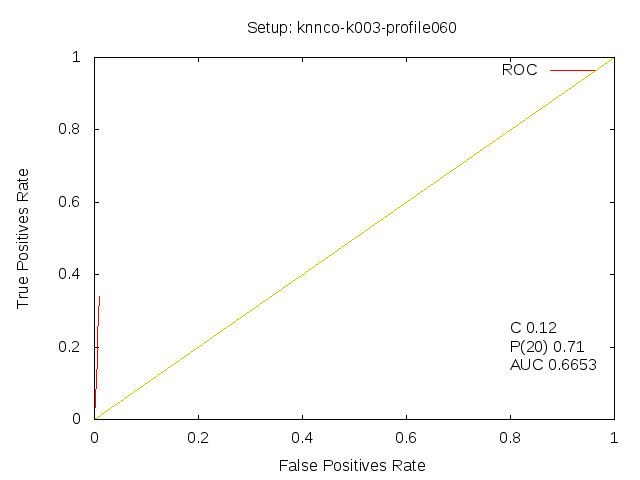 Setup: knnco-k003-profile060
ROC
True Positives Rate
1
0.8
0.6
0.4
0.2
0
C 0.12
P(20) 0.71
AUC 0.6653
0 0.2 0.4 0.6 0.8 1
False Positives Rate